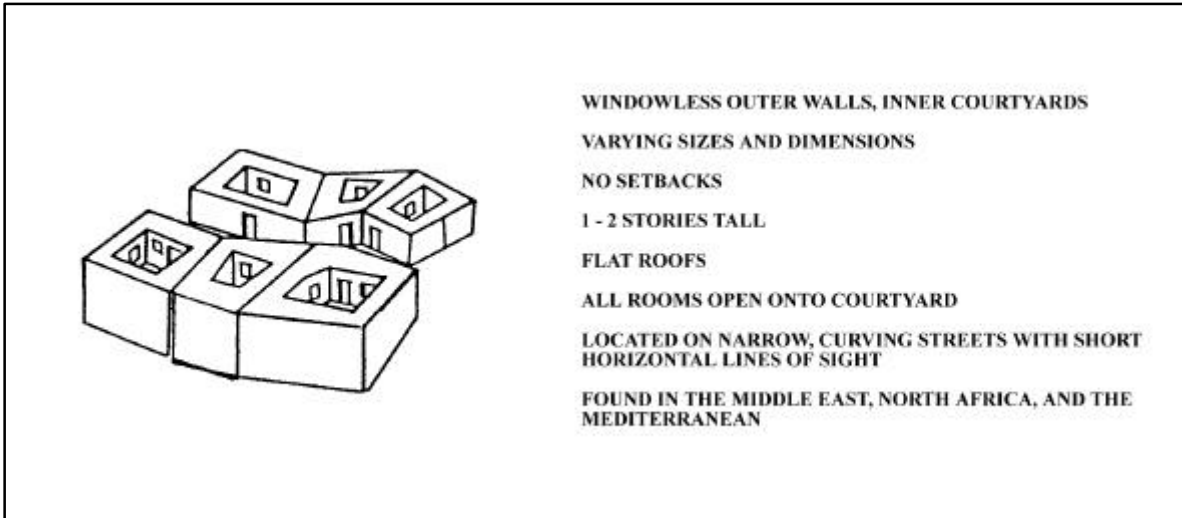 WINDOWLESS OUTER WALLS, INNER COURTYARDS
VARYING SIZES AND DIMENSIONS
NO SETBACKS
1 - 2 STORIES TALL
FLAT ROOFS
ALL ROOMS OPEN ONTO COURTYARD
LOCATED ON NARROW, CURVING STREETS WITH SHORT
HORIZONTAL LINES OF SIGHT
FOUND IN THE MIDDLE EAST, NORTH AFRICA, AND THE
MEDITERRANEAN